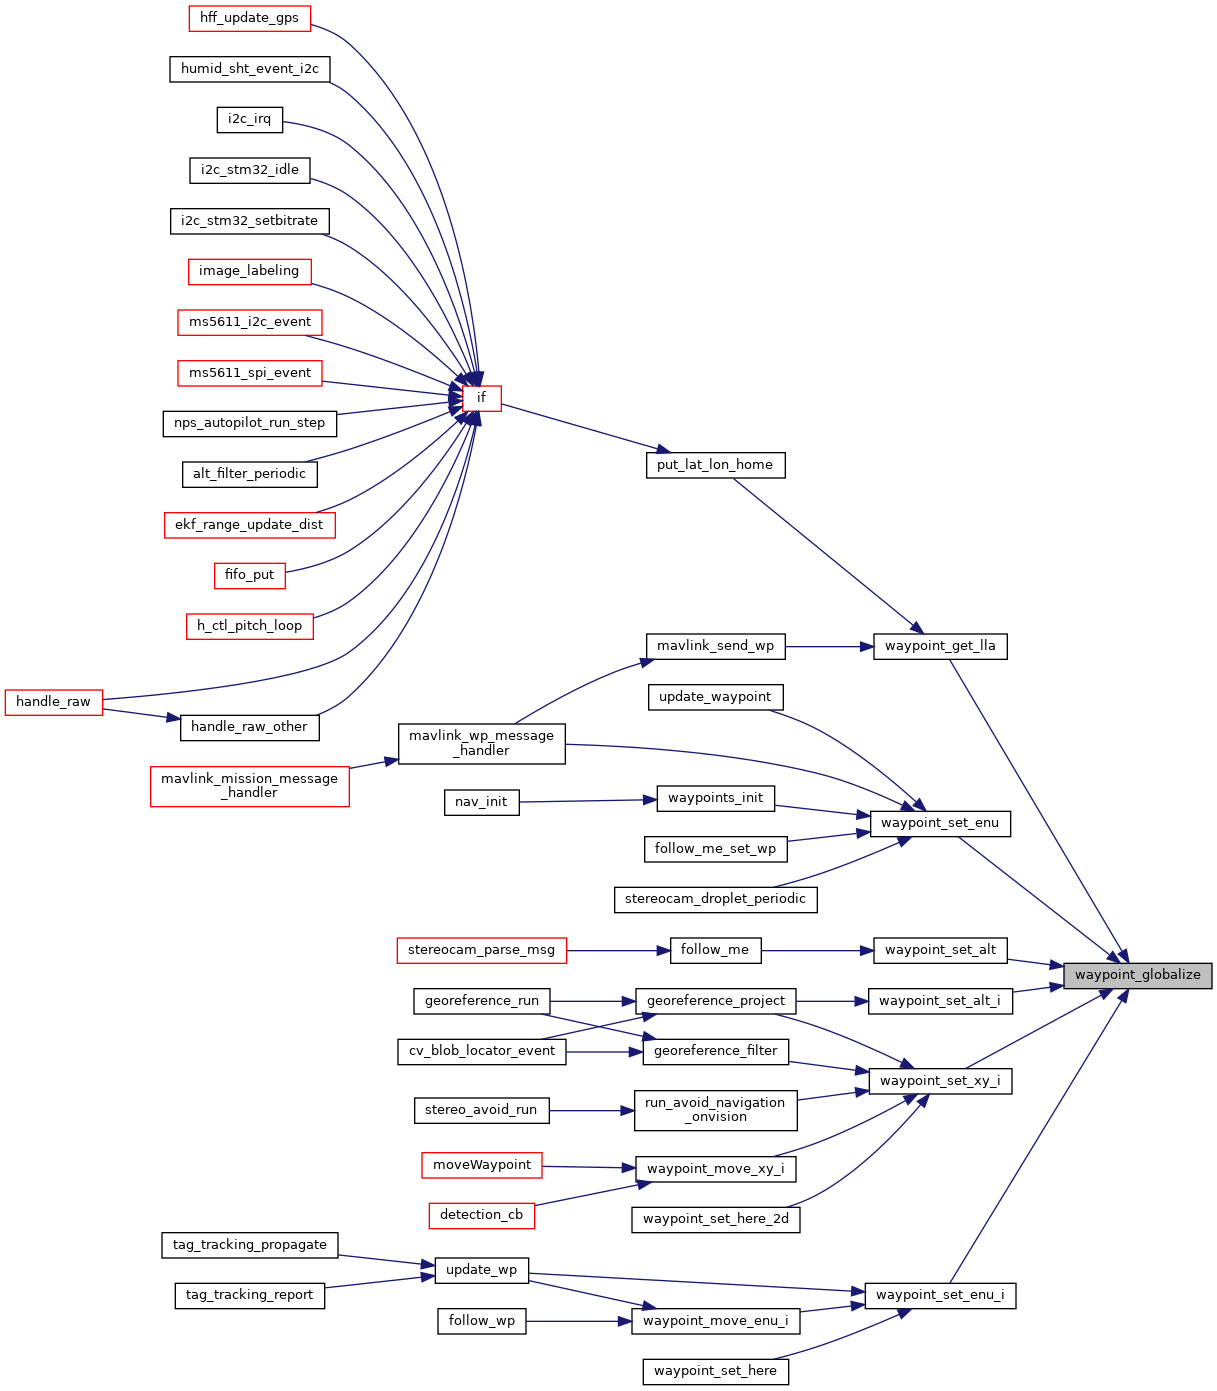 hff_update_gps
humid_sht_event_i2c
i2c_irq
i2c_stm32_idle
i2c_stm32_setbitrate
image_labeling
ms5611_i2c_event
ms5611_spi_event
if
nps_autopilot_run_step
put_lat_lon_home
alt_filter_periodic
ekf_range_update_dist
fifo_put
h_ctl_pitch_loop
mavlink_send_wp
waypoint_get_lla
handle_raw
update_waypoint
handle_raw_other
mavlink_wp_message
_handler
mavlink_mission_message
_handler
nav_init
waypoints_init
waypoint_set_enu
follow_me_set_wp
stereocam_droplet_periodic
stereocam_parse_msg
follow_me
waypoint_set_alt
waypoint_globalize
georeference_run
georeference_project
waypoint_set_alt_i
cv_blob_locator_event
georeference_filter
waypoint_set_xy_i
stereo_avoid_run
run_avoid_navigation
_onvision
moveWaypoint
waypoint_move_xy_i
detection_cb
waypoint_set_here_2d
tag_tracking_propagate
update_wp
tag_tracking_report
waypoint_set_enu_i
follow_wp
waypoint_move_enu_i
waypoint_set_here